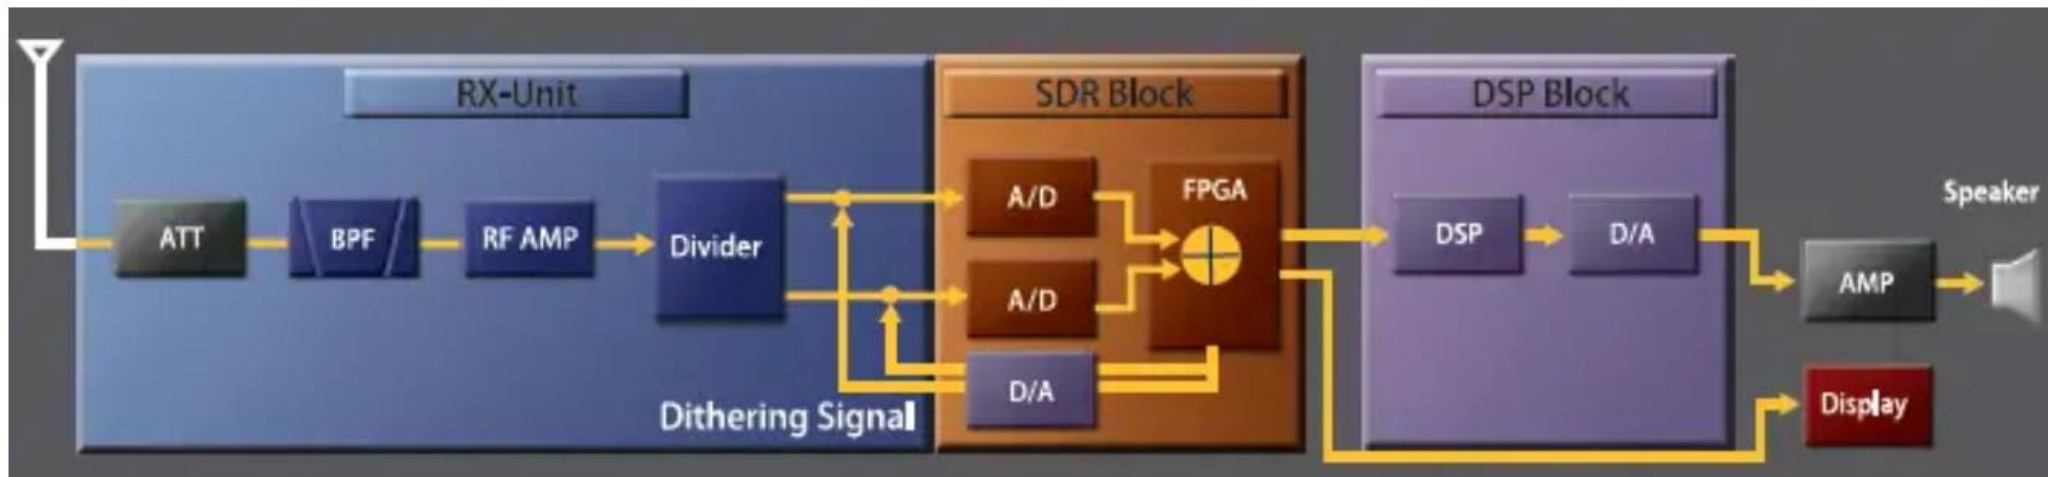 RX-Unit
SDR Block
DSP Block
ATT
BPF
RF AMP
Divider
A/D
A/D
D/A
FPGA
Dithering Signal
DSP
D/A
AMP
Speaker
Display